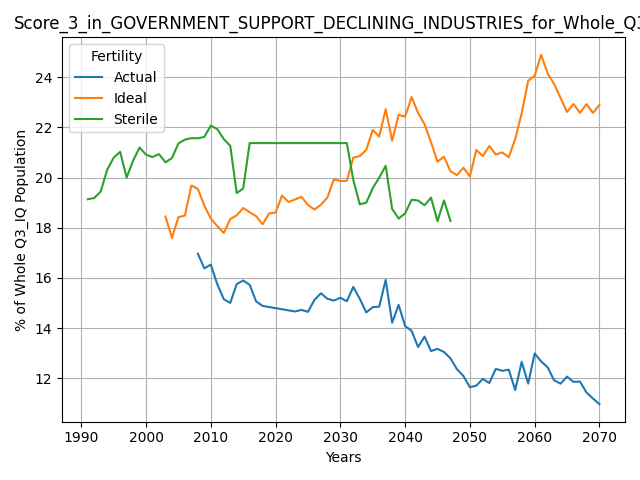 Score_3_in_GOVERNMENT_SUPPORT_DECLINING_INDUSTRIES_for_Whole_Q3
Fertility
Actual
Ideal
Sterile
% of Whole Q3_IQ Population
24
22
20
18
16
14
12
1990 2000 2010 2020 2030 2040 2050 2060 2070
Years